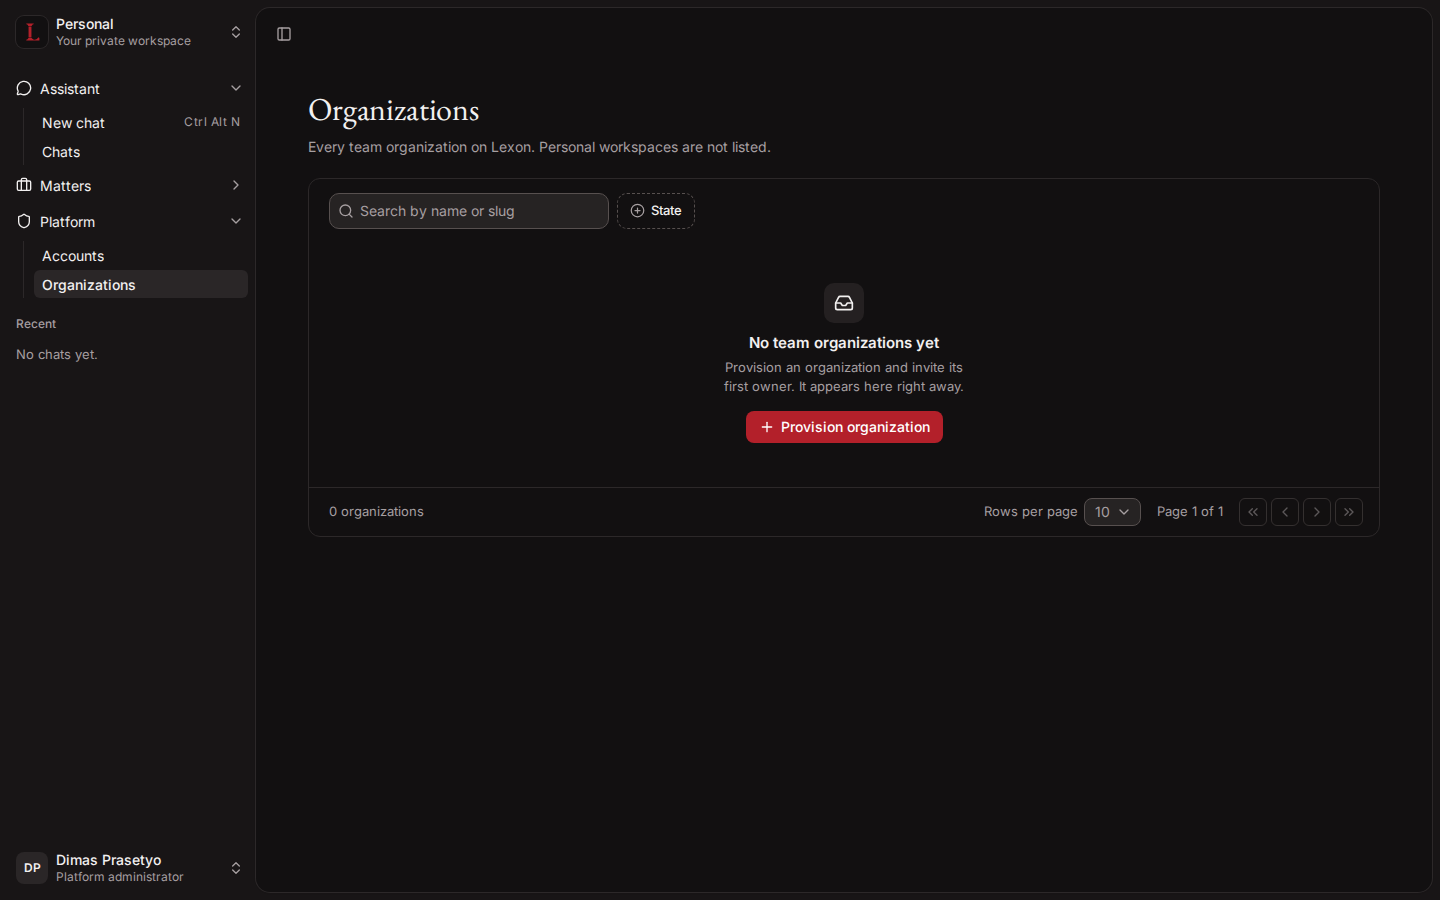 L
Personal
Your private workspace
Assistant
New chat
Ctrl Alt N
Chats
Matters
Platform
Accounts
Organizations
Recent
No chats yet.
DP
Dimas Prasetyo
Platform administrator
Organizations
Every team organization on Lexon. Personal workspaces are not listed.
Search by name or slug
State
No team organizations yet
Provision an organization and invite its
first owner. It appears here right away.
Provision organization
0 organizations
Rows per page
10
Page 1 of 1